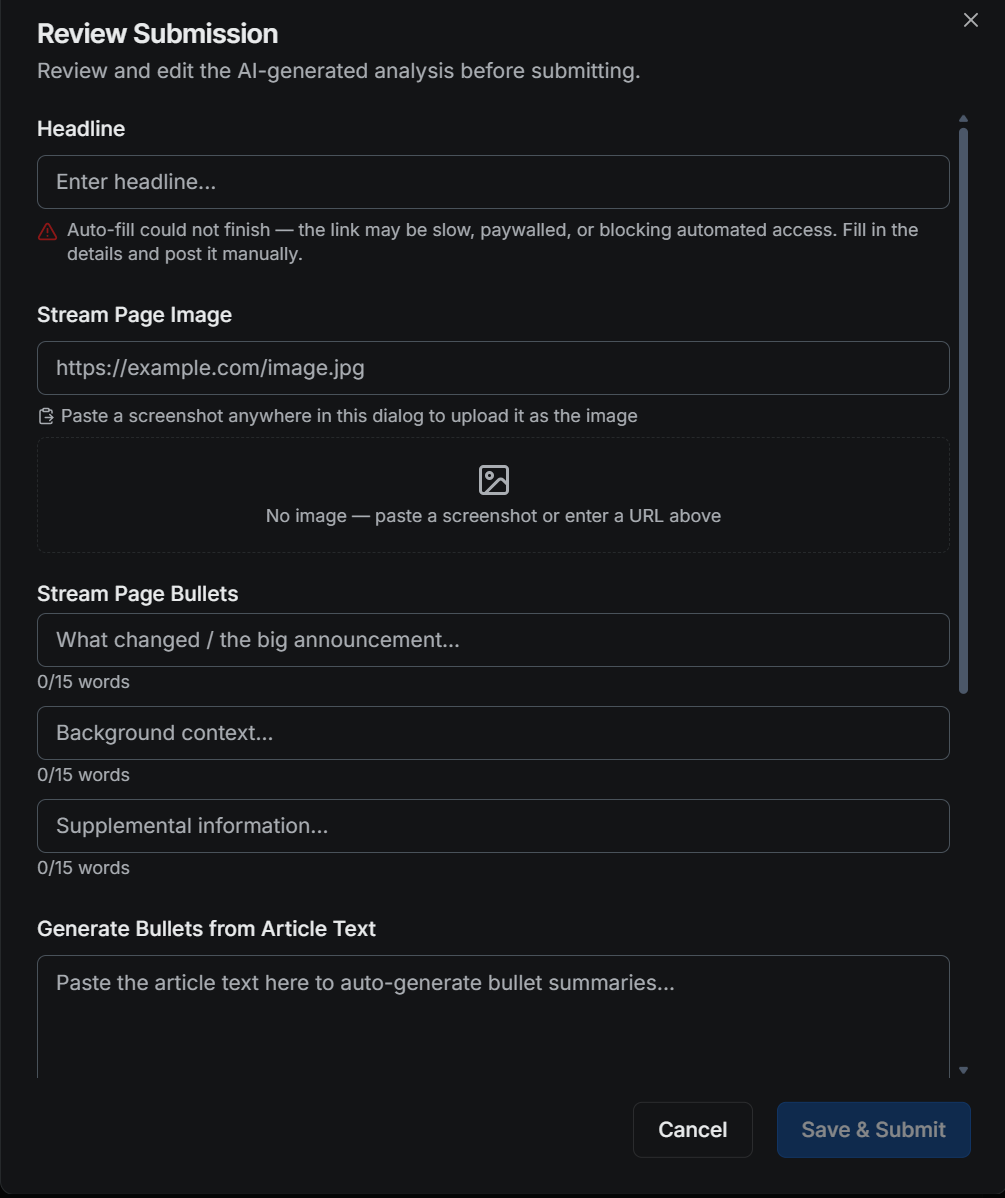 Review Submission
Review and edit the AI-generated analysis before submitting.
Headline
Enter headline...
Auto-fill could not finish — the link may be slow, paywalled, or blocking automated access. Fill in the
details and post it manually.
Stream Page Image
https://example.com/image.jpg
Paste a screenshot anywhere in this dialog to upload it as the image
No image — paste a screenshot or enter a URL above
Stream Page Bullets
What changed / the big announcement...
0/15 words
Background context...
0/15 words
Supplemental information...
0/15 words
Generate Bullets from Article Text
Paste the article text here to auto-generate bullet summaries...
Cancel
Save & Submit